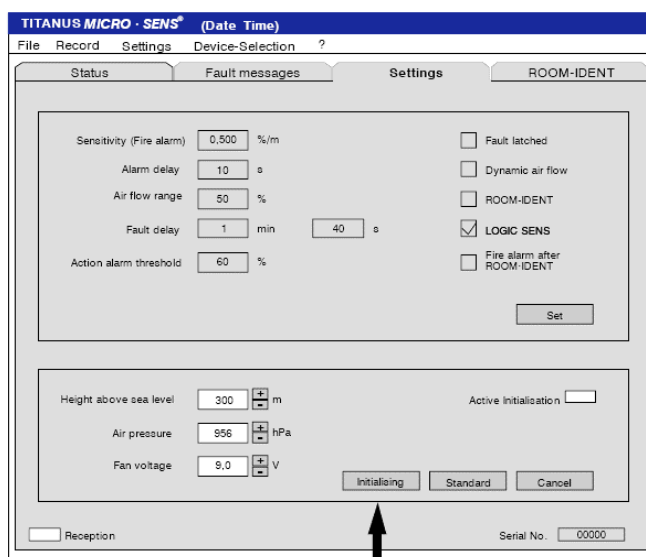 TITANUS MICRO · SENS® (Date Time)
File Record Settings Device-Selection ?
Status Fault messages Settings ROOM-IDENT
Sensitivity (Fire alarm) 0,500 %/m Fault latched
Alarm delay 10 s Dynamic air flow
Air flow range 50 % ROOM-IDENT
Fault delay 1 min 40 s LOGIC SENS
Action alarm threshold 60 % Fire alarm after
ROOM-IDENT
Set
Height above sea level 300 + - m Active Initialisation
Air pressure 956 + - hPa
Fan voltage 9,0 + - V
Initialising Standard Cancel
Reception Serial No. 00000